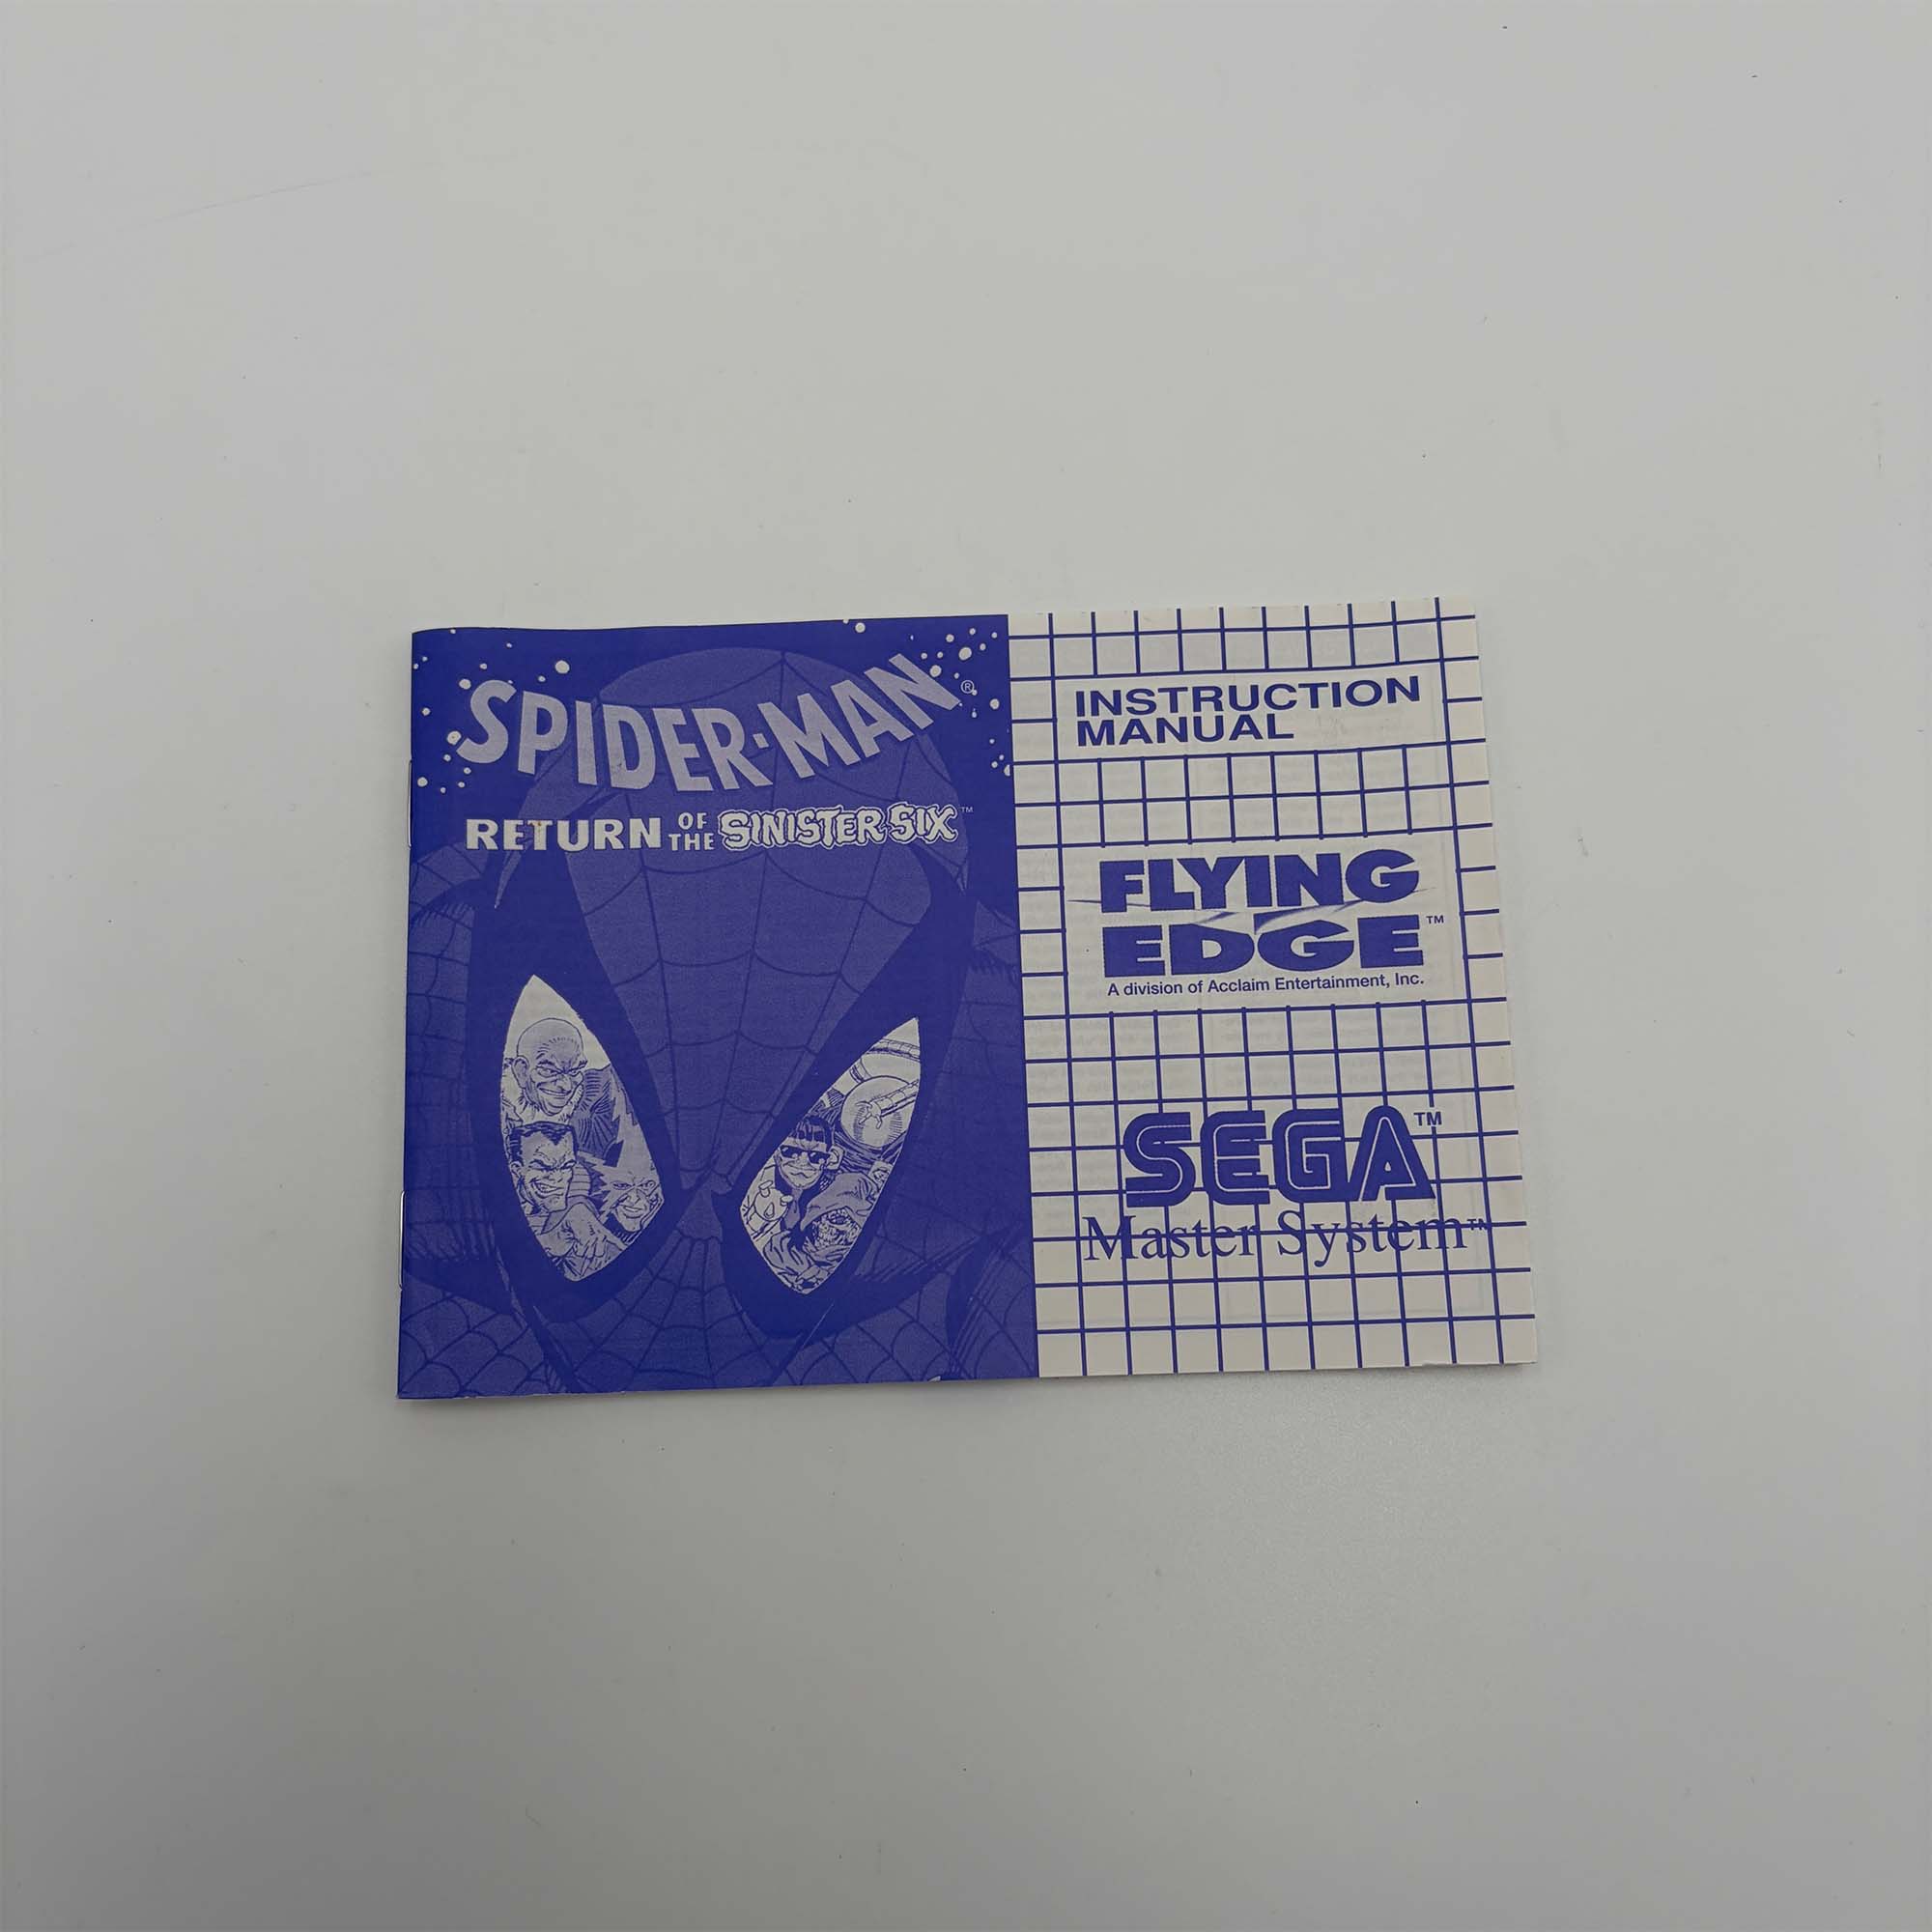 SPIDER-MAN®
RETURN OF THE SINISTER SIX™
INSTRUCTION
MANUAL
FLYING
EDGE™
A division of Acclaim Entertainment, Inc.
SEGA™
Master System™